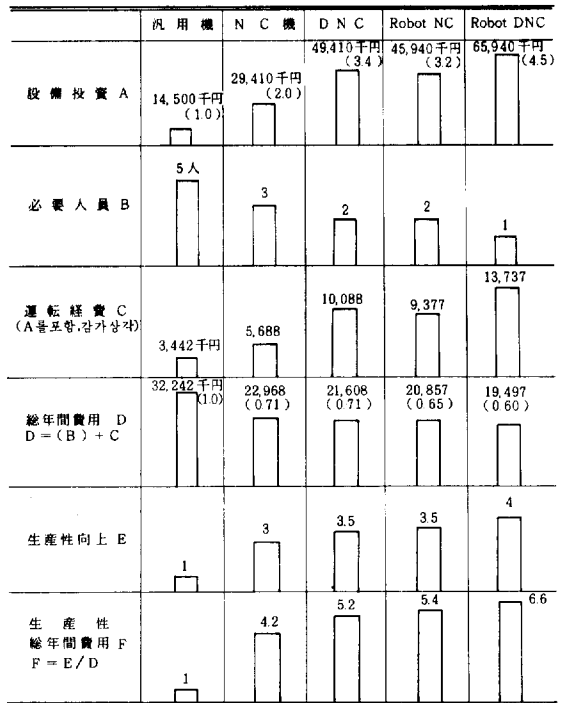 汎用機 NC機 DNC Robot NC Robot DNC
設備投資 A
14,500千円
(1.0)
29,410千円
(2.0)
49,410千円
(3.4)
45,940千円
(3.2)
65,940千円
(4.5)
必要人員 B
5人 3 2 2 1
運転経費 C
(A를포함.감가상각)
3,442千円 5,688 10,088 9,377 13,737
総年間費用 D
D=(B)+C
32,242千円
(1.0)
22,968
(0.71)
21,608
(0.71)
20,857
(0 65)
19,497
(0.60)
生産性向上 E
1 3 3.5 3.5 4
生産性
総年間費用 F
F=E/D
1 4.2 5.2 5.4 6.6